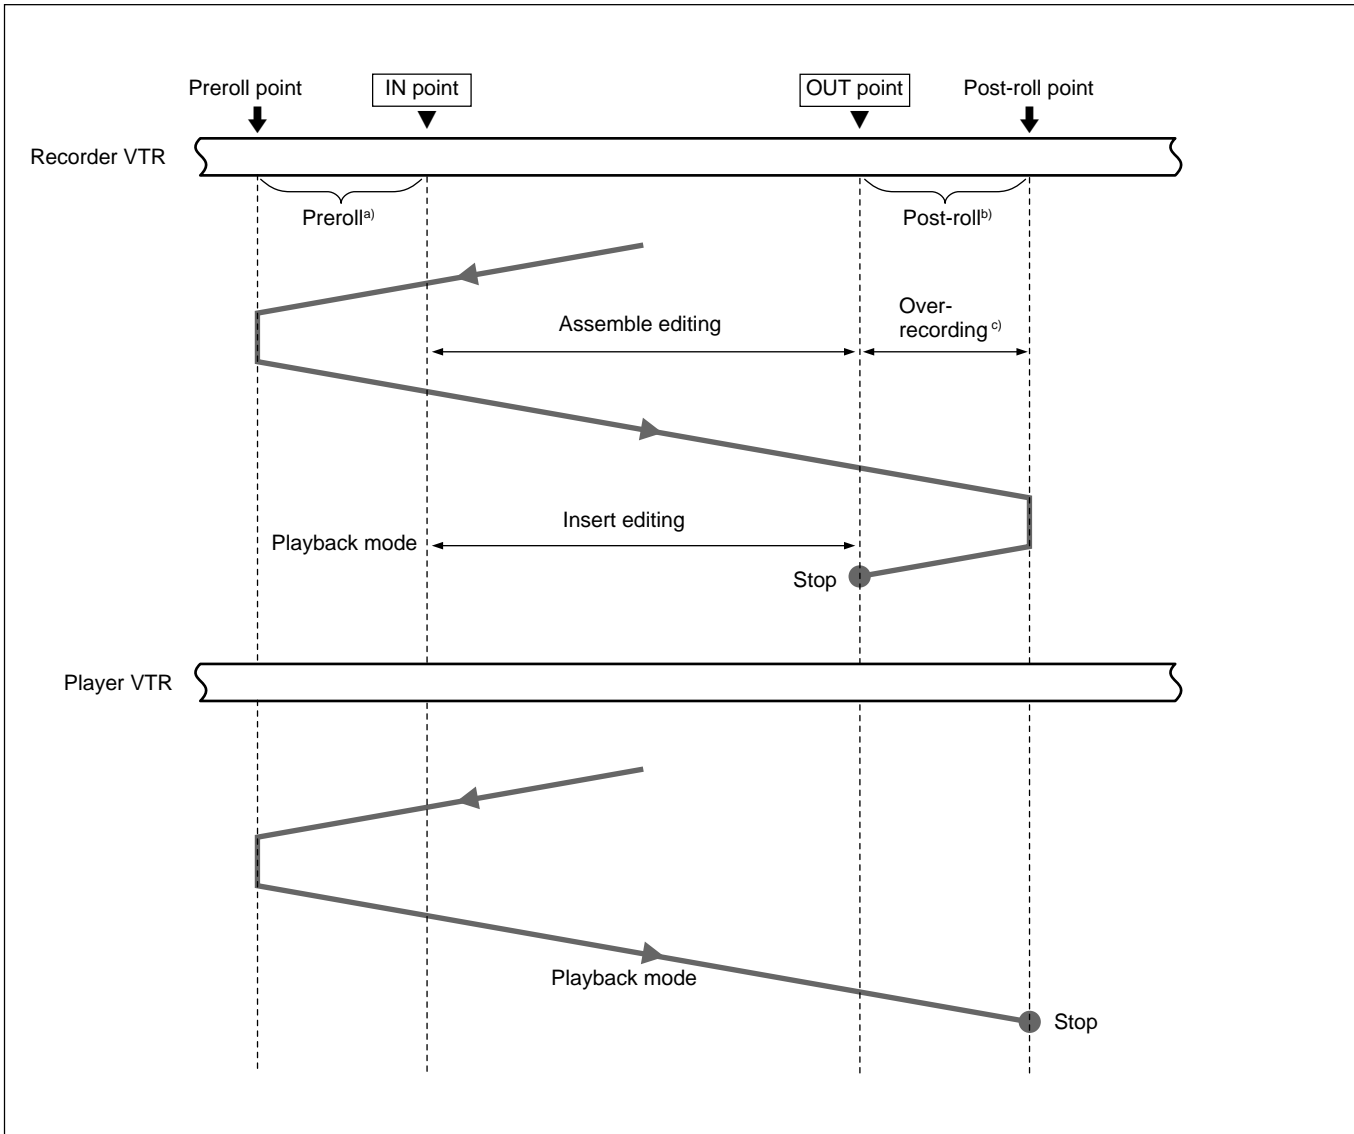 Preroll point
IN point
OUT point
Post-roll point
Recorder VTR
Preroll a)
Post-roll b)
Assemble editing
Over-
recording c)
Insert editing
Playback mode
Stop
Player VTR
Playback mode
Stop